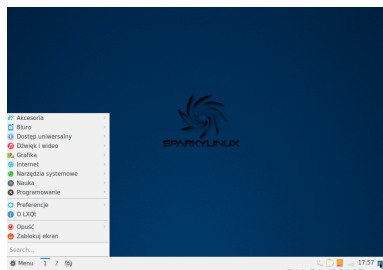 SPARKYLINUX
Akcesoria
Biuro
Dostęp uniwersalny
Dźwięk i wideo
Grafika
Internet
Narzędzia systemowe
Nauka
Programowanie
Preferencje
O LXQt
Opuść
Zablokuj ekran
Search...
Menu 1 2 17:57